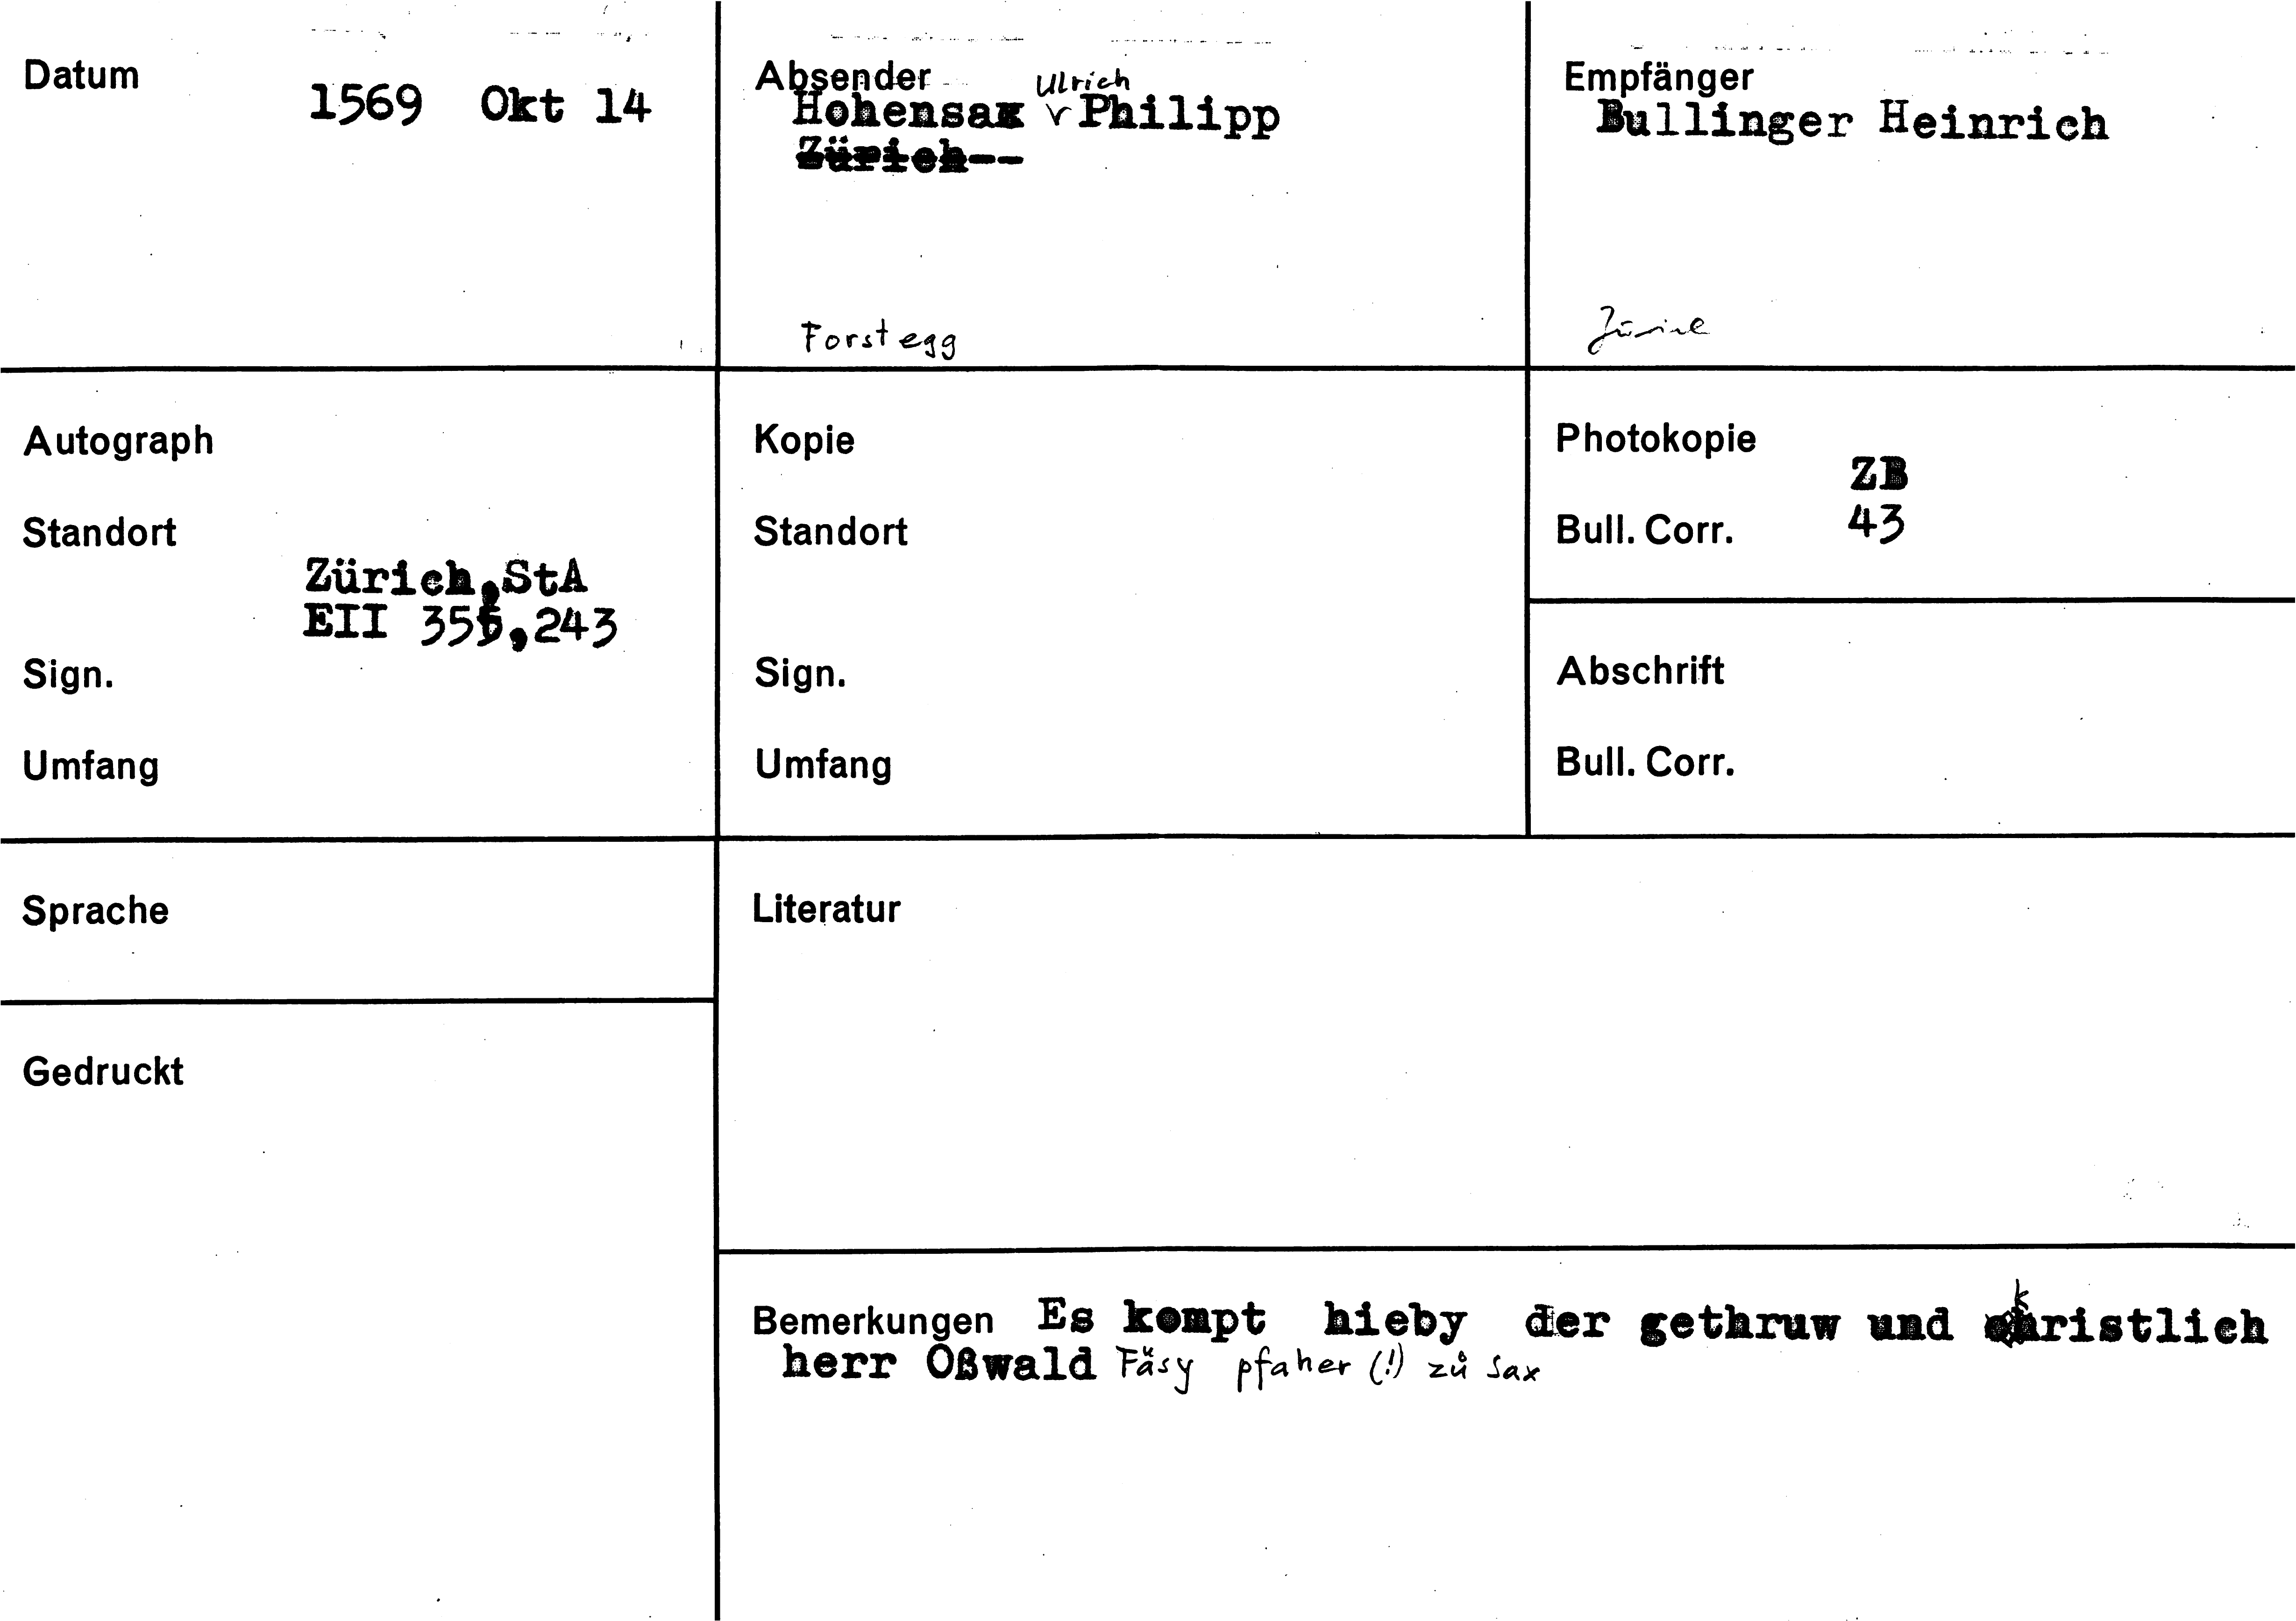 Datum
1569 Okt 14
Absender
Ulrich
Hohensax v Philipp
Zürich--
Forstegg
Empfänger
Bullinger Heinrich
Zürich
Autograph
Standort
Zürich,StA
EII 355,243
Sign.
Umfang
Kopie
Standort
Sign.
Umfang
Photokopie
ZB
Bull. Corr. 43
Abschrift
Bull. Corr.
Sprache
Gedruckt
Literatur
Bemerkungen Es kompt hieby der gethruw und kristlich
herr Oßwald Fäsy pfaher (!) zů Sax